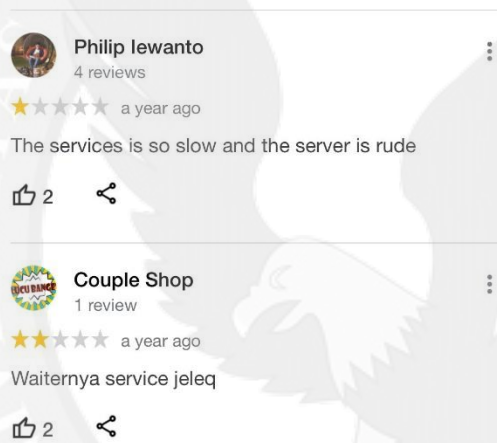 Philip lewanto
4 reviews
a year ago
The services is so slow and the server is rude
2
Couple Shop
1 review
a year ago
Waiternya service jeleq
2